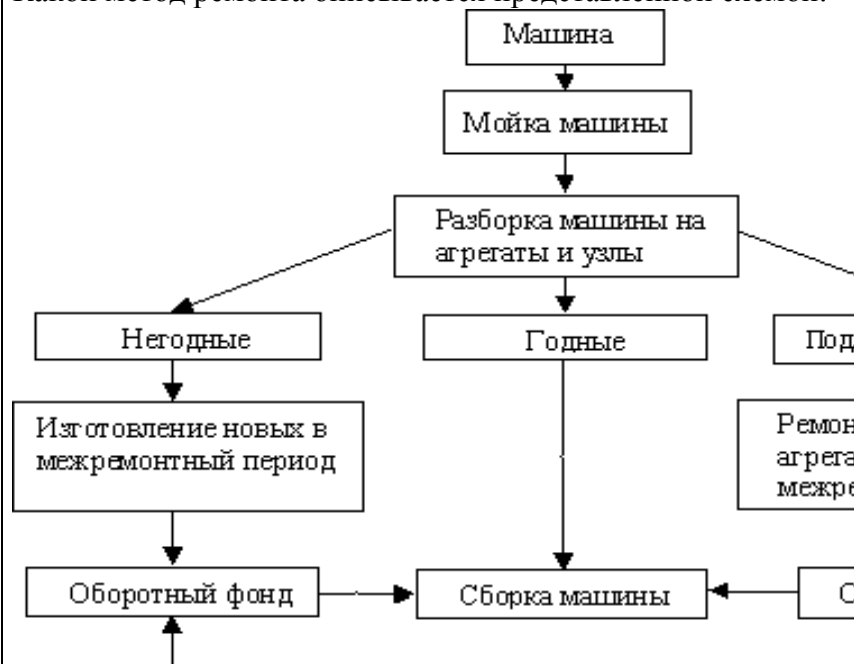 Машина
Мойка машины
Разборка машины на
агрегаты и узлы
Негодные
Годные
Изготовление новых в
межремонтный период
Оборотный фонд
Сборка машины